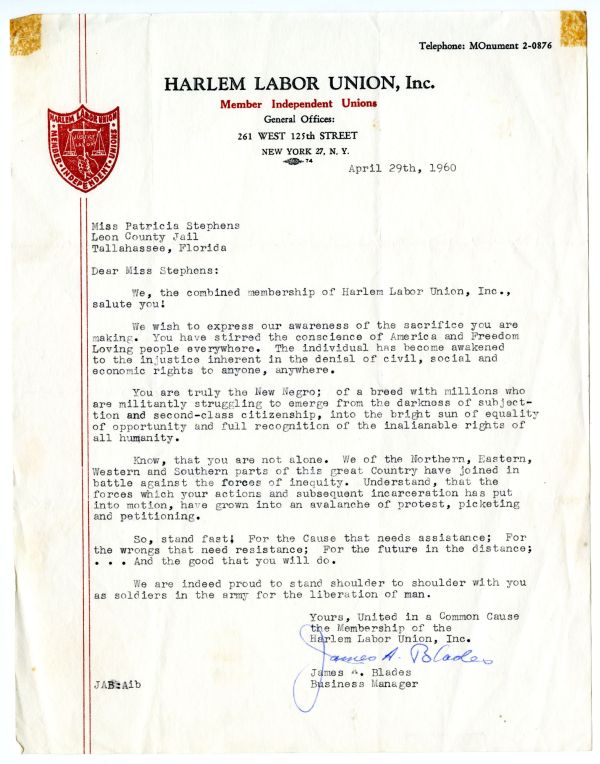 Telephone: MOnument 2-0876
HARLEM LABOR UNION, Inc.
Member Independent Unions
General Offices:
261 WEST 125th STREET
NEW YORK 27, N. Y.
74
HARLEM LABOR UNION
MEMBER INDEPENDENT UNIONS
April 29th, 1960
Miss Patricia Stephens
Leon County Jail
Tallahassee, Florida
Dear Miss Stephens:
We, the combined membership of Harlem Labor Union, Inc.,
salute you!
We wish to express our awareness of the sacrifice you are
making. You have stirred the conscience of America and Freedom
Loving people everywhere. The individual has become awakened
to the injustice inherent in the denial of civil, social and
economic rights to anyone, anywhere.
You are truly the New Negro; of a breed with millions who
are militantly struggling to emerge from the darkness of subject-
tion and second-class citizenship, into the bright sun of equality
of opportunity and full recognition of the inalianable rights of
all humanity.
Know, that you are not alone. We of the Northern, Eastern,
Western and Southern parts of this great Country have joined in
battle against the forces of inequity. Understand, that the
forces which your actions and subsequent incarceration has put
into motion, have grown into an avalanche of protest, picketing
and petitioning.
So, stand fast! For the Cause that needs assistance; For
the wrongs that need resistance; For the future in the distance;
. . . And the good that you will do.
We are indeed proud to stand shoulder to shoulder with you
as soldiers in the army for the liberation of man.
Yours, United in a Common Cause
the Membership of the
Harlem Labor Union, Inc.
James A. Blades
James A. Blades
Business Manager
JAB:Aib